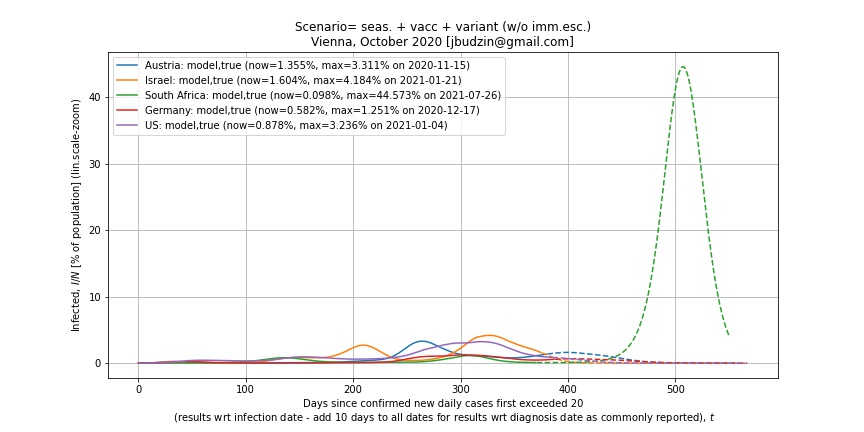 Scenario= seas. + vacc + variant (w/o imm.esc.)
Vienna, October 2020 [jbudzin@gmail.com]
Austria: model,true (now=1.355%, max=3.311% on 2020-11-15)
Israel: model,true (now=1.604%, max=4.184% on 2021-01-21)
South Africa: model,true (now=0.098%, max=44.573% on 2021-07-26)
Germany: model,true (now=0.582%, max=1.251% on 2020-12-17)
US: model,true (now=0.878%, max=3.236% on 2021-01-04)
Infected, I/N [% of population] (lin.scale-zoom)
40
30
20
10
0
0 100 200 300 400 500
Days since confirmed new daily cases first exceeded 20
(results wrt infection date - add 10 days to all dates for results wrt diagnosis date as commonly reported), t